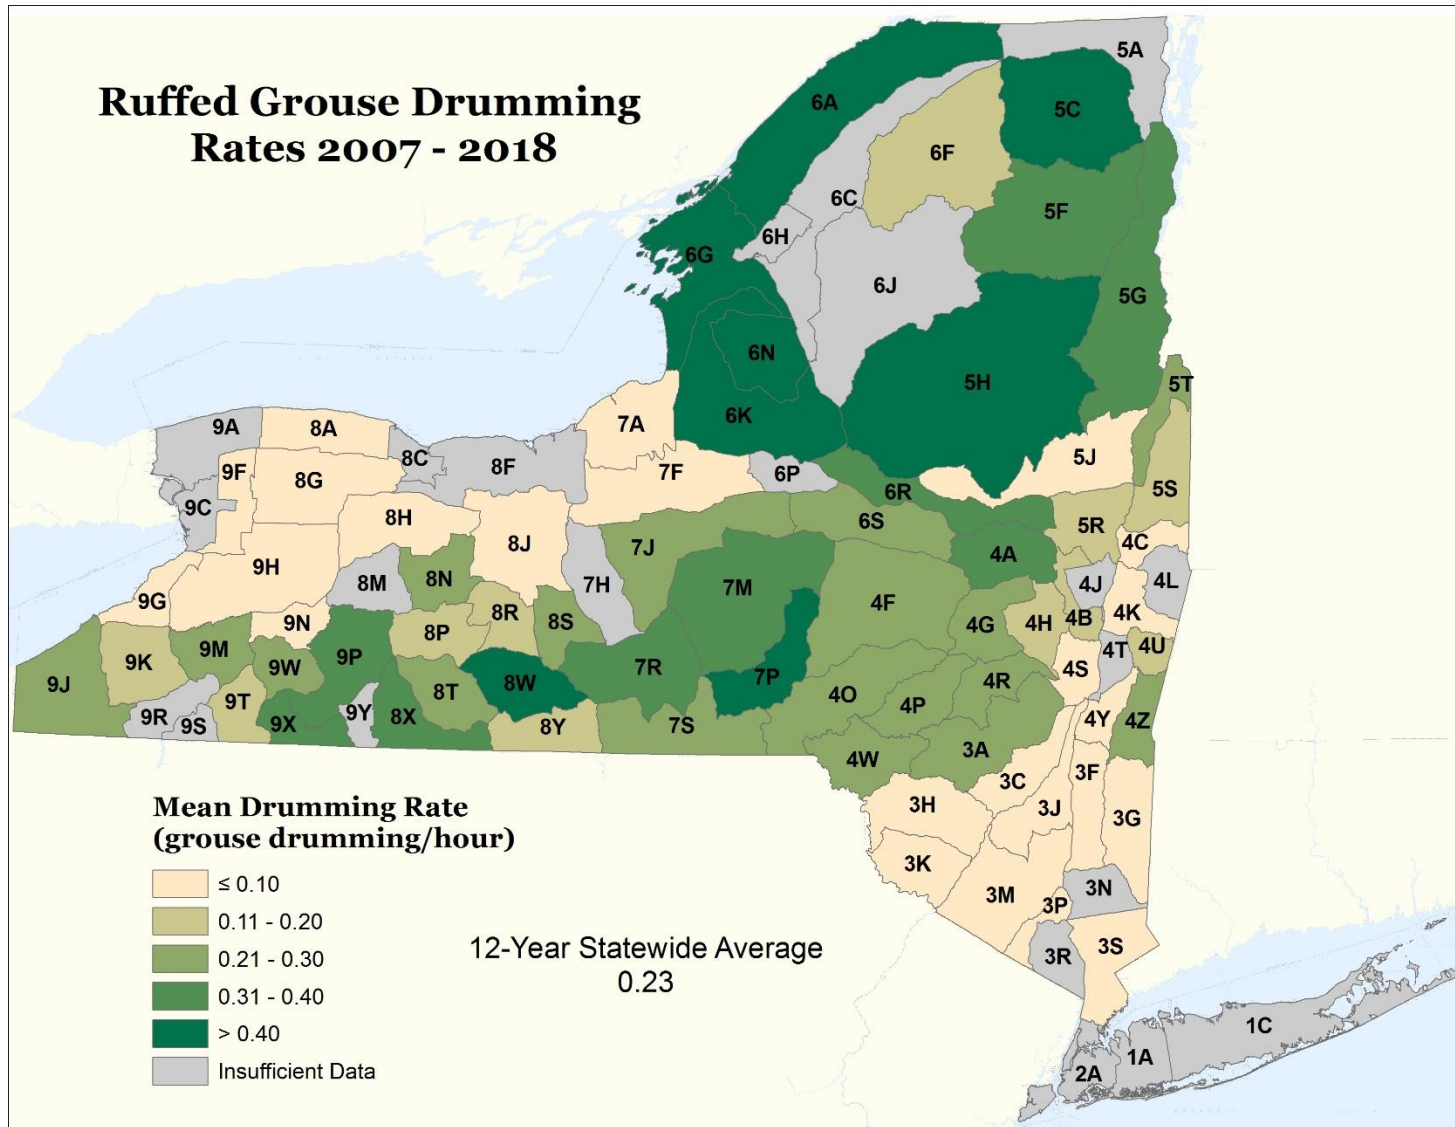 Ruffed Grouse Drumming
Rates 2007 - 2018
5A
6A
5C
6F
6C
5F
6H
6G
6J
5G
6N
5H
5T
6K
7A
9A
8A
8C
8F
5J
9F
8G
7F
6P
6R
5S
9C
8H
6S
5R
8J
7J
4A
4C
9H
8M
8N
7H
7M
4J
4L
9G
8R
4F
4K
9N
8P
8S
4G
4H
4B
9M
4T
4U
9K
9W
9P
7R
4S
9J
8W
7P
4R
8T
4O
4P
9T
9R
9S
9X
9Y
8X
8Y
7S
4Y
4Z
4W
3A
3F
3C
3H
3J
3G
3K
3M
3N
3P
3R
3S
1C
1A
2A
Mean Drumming Rate
(grouse drumming/hour)
≤ 0.10
0.11 - 0.20
0.21 - 0.30
0.31 - 0.40
> 0.40
Insufficient Data
12-Year Statewide Average
0.23